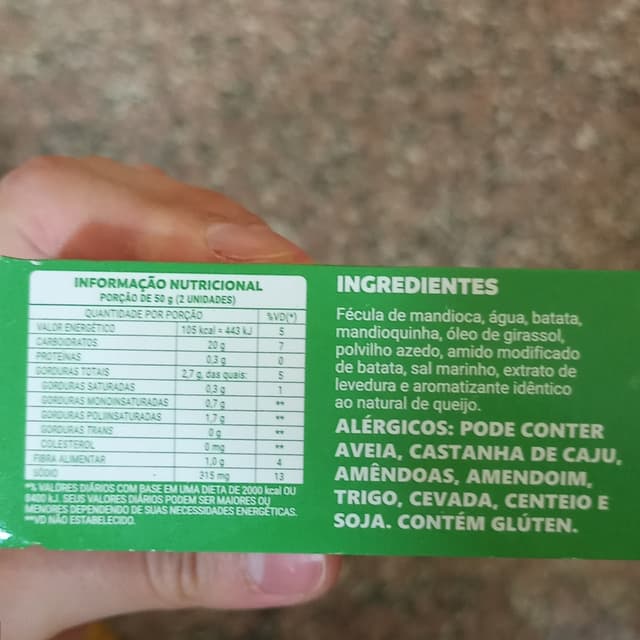 INFORMAÇÃO NUTRICIONAL
PORÇÃO DE 50 g (2 UNIDADES)
QUANTIDADE POR PORÇÃO %VD(*)
VALOR ENERGÉTICO 105 kcal = 443 kJ 5
CARBOIDRATOS 20 g 7
PROTEÍNAS 0,3 g 0
GORDURAS TOTAIS 2,7 g, das quais: 5
GORDURAS SATURADAS 0,3 g 1
GORDURAS MONOINSATURADAS 0,7 g **
GORDURAS POLIINSATURADAS 1,7 g **
GORDURAS TRANS 0 g **
COLESTEROL 0 mg **
FIBRA ALIMENTAR 1,0 g 4
SÓDIO 315 mg 13
*% VALORES DIÁRIOS COM BASE EM UMA DIETA DE 2000 kcal OU
8400 kJ. SEUS VALORES DIÁRIOS PODEM SER MAIORES OU
MENORES DEPENDENDO DE SUAS NECESSIDADES ENERGÉTICAS.
**VD NÃO ESTABELECIDO.
INGREDIENTES
Fécula de mandioca, água, batata,
mandioquinha, óleo de girassol,
polvilho azedo, amido modificado
de batata, sal marinho, extrato de
levedura e aromatizante idêntico
ao natural de queijo.
ALÉRGICOS: PODE CONTER
AVEIA, CASTANHA DE CAJU,
AMÊNDOAS, AMENDOIM,
TRIGO, CEVADA, CENTEIO E
SOJA. CONTÉM GLÚTEN.